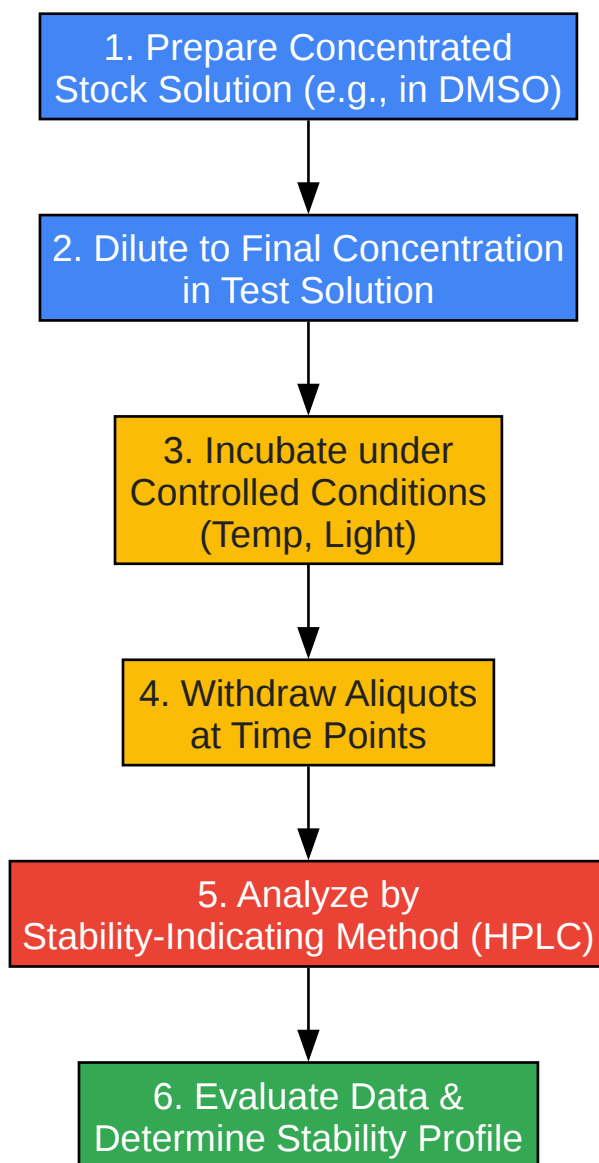 1. Prepare Concentrated
Stock Solution (e.g., in DMSO)
2. Dilute to Final Concentration
in Test Solution
3. Incubate under
Controlled Conditions
(Temp, Light)
4. Withdraw Aliquots
at Time Points
5. Analyze by
Stability-Indicating Method (HPLC)
6. Evaluate Data &
Determine Stability Profile